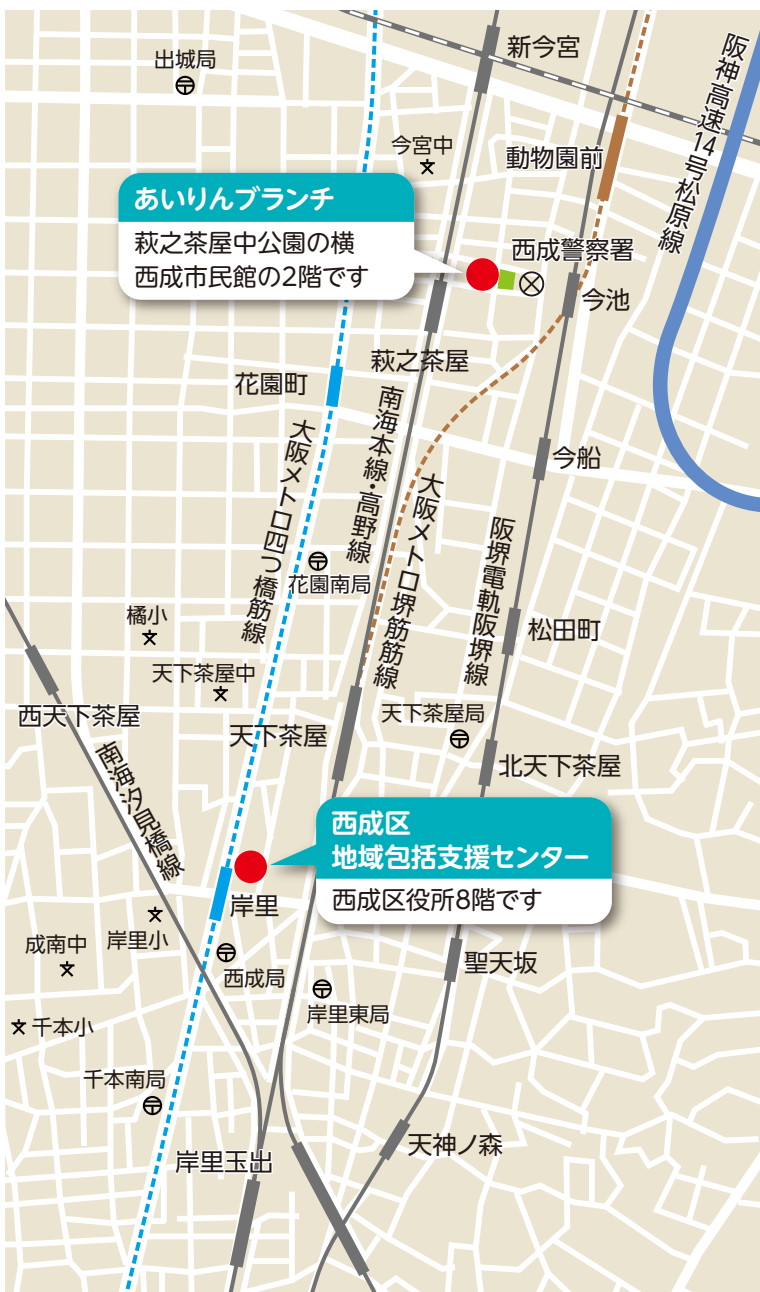 出城局
新今宮
阪神高速14号松原線
今宮中
動物園前
あいりんブランチ
萩之茶屋中公園の横
西成市民館の2階です
西成警察署
今池
萩之茶屋
花園町
南海本線・高野線
大阪メトロ四つ橋筋線
大阪メトロ堺筋筋線
今船
阪堺電軌阪堺線
花園南局
橘小
松田町
天下茶屋中
西天下茶屋
天下茶屋
天下茶屋局
北天下茶屋
南海汐見橋線
西成区
地域包括支援センター
西成区役所8階です
岸里
岸里小
成南中
西成局
聖天坂
岸里東局
千本小
千本南局
天神ノ森
岸里玉出